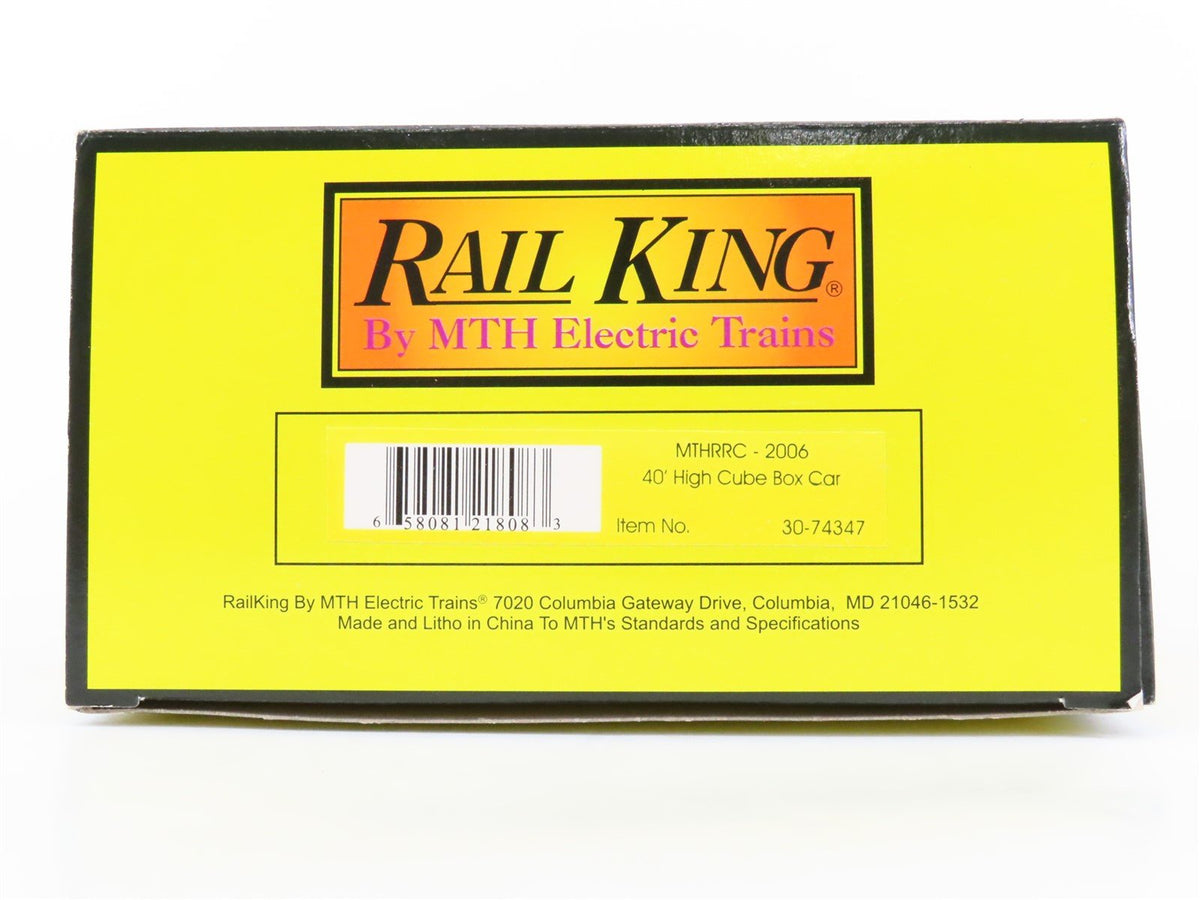 RAIL KING®
By MTH Electric Trains
MTHRRC - 2006
40' High Cube Box Car
6 58081 21808 3
Item No. 30-74347
RailKing By MTH Electric Trains® 7020 Columbia Gateway Drive, Columbia, MD 21046-1532
Made and Litho in China To MTH's Standards and Specifications